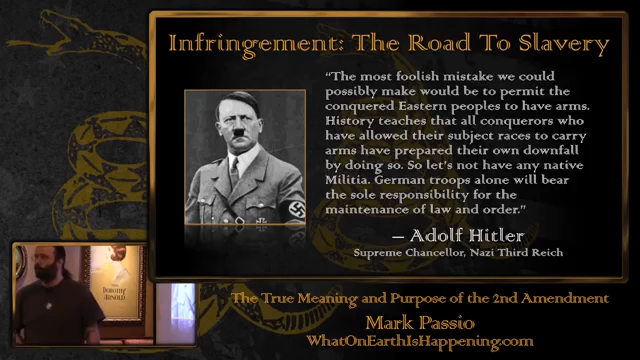 Infringement: The Road To Slavery
“The most foolish mistake we could
possibly make would be to permit the
conquered Eastern peoples to have arms.
History teaches that all conquerors who
have allowed their subject races to carry
arms have prepared their own downfall
by doing so. So let's not have any native
Militia. German troops alone will bear
the sole responsibility for the
maintenance of law and order.”
– Adolf Hitler
Supreme Chancellor, Nazi Third Reich
Dorothy
Arnold
The True Meaning and Purpose of the 2nd Amendment
Mark Passio
WhatOnEarthIsHappening.com